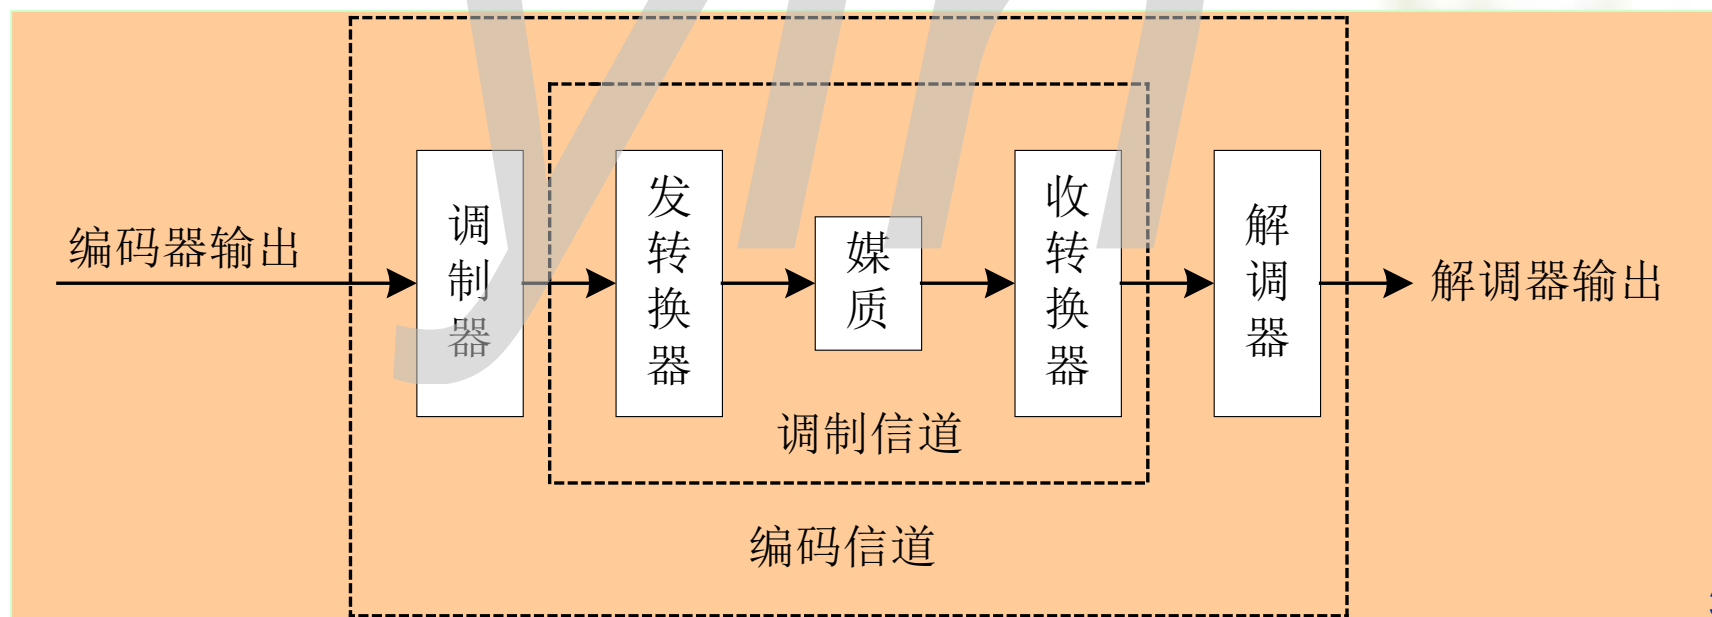 yin
编码器输出
调制器
发转换器
媒质
收转换器
解调器
解调器输出
调制信道
编码信道